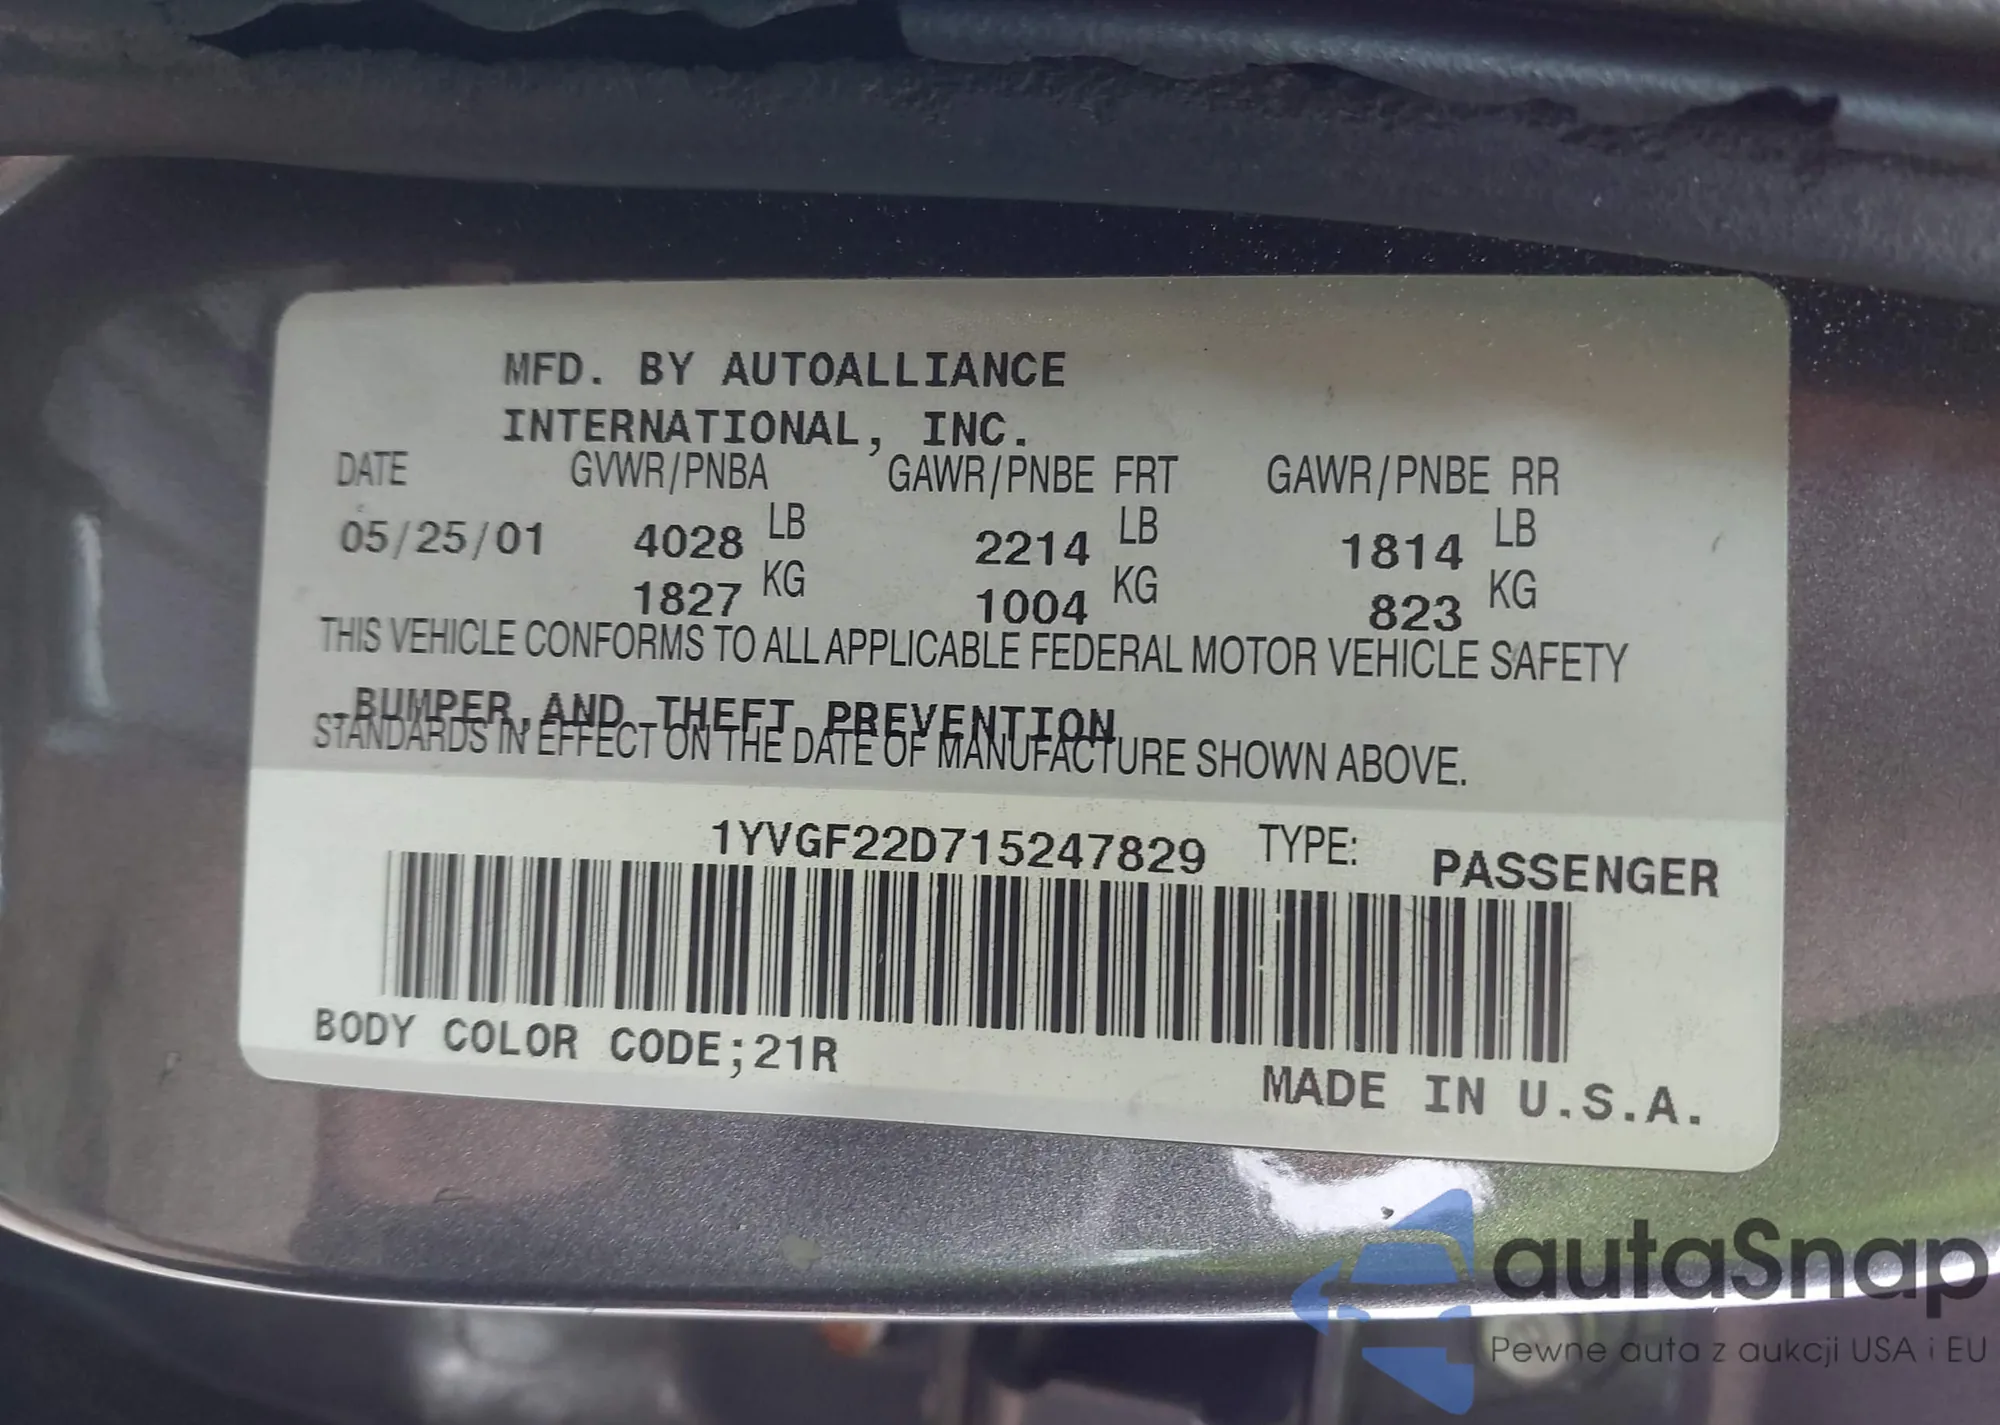 MFD. BY AUTOALLIANCE
INTERNATIONAL, INC.
DATE GVWR/PNBA GAWR/PNBE FRT GAWR/PNBE RR
05/25/01 4028 LB 2214 LB 1814 LB
1827 KG 1004 KG 823 KG
THIS VEHICLE CONFORMS TO ALL APPLICABLE FEDERAL MOTOR VEHICLE SAFETY
BUMPER, AND THEFT PREVENTION
STANDARDS IN EFFECT ON THE DATE OF MANUFACTURE SHOWN ABOVE.
1YVGF22D715247829 TYPE: PASSENGER
BODY COLOR CODE;21R
MADE IN U.S.A.
autaSnap
Pewne auta z aukcji USA i EU